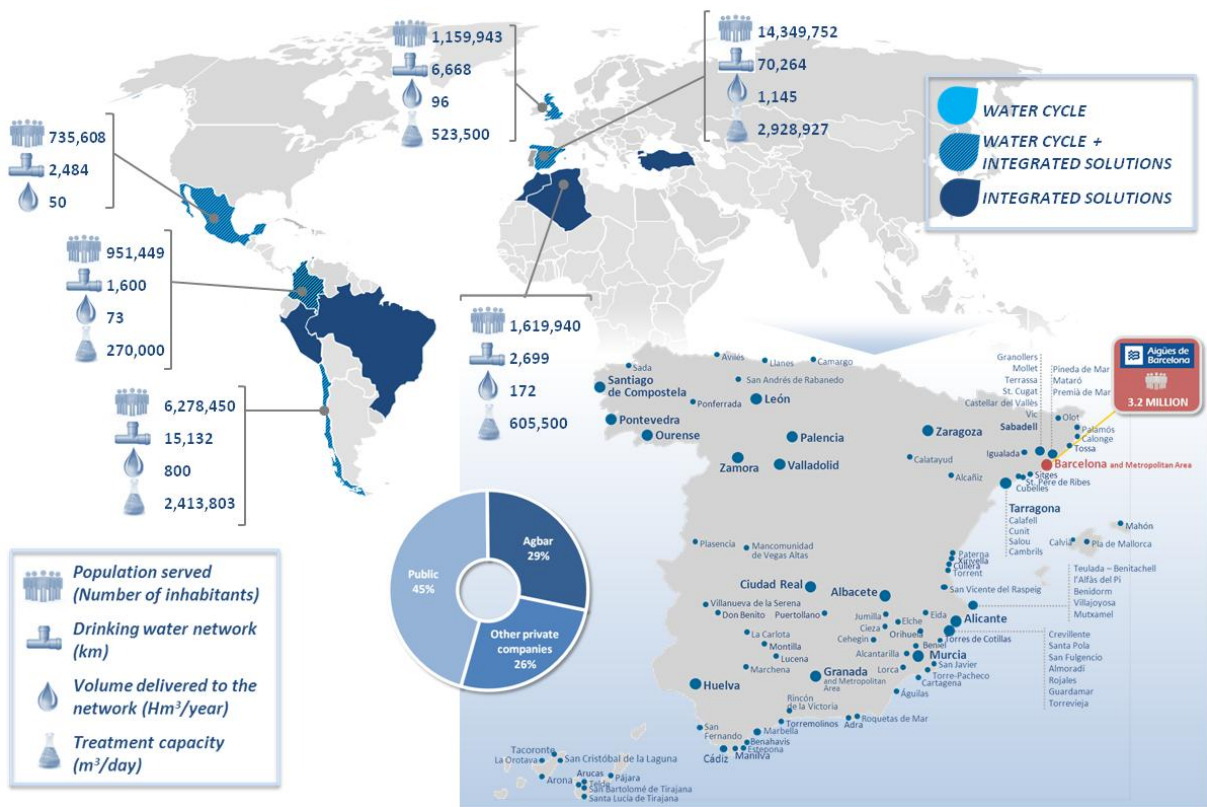 1,159,943
6,668
96
523,500
14,349,752
70,264
1,145
2,928,927
WATER CYCLE
WATER CYCLE +
INTEGRATED SOLUTIONS
INTEGRATED SOLUTIONS
735,608
2,484
50
951,449
1,600
73
270,000
6,278,450
15,132
800
2,413,803
1,619,940
2,699
172
605,500
Population served
(Number of inhabitants)
Drinking water network
(km)
Volume delivered to the
network (Hm³/year)
Treatment capacity
(m³/day)
Public
45%
Agbar
29%
Other private
companies
26%
Aigües de
Barcelona
3.2 MILLION
Sada
Avilés
Llanes
Camargo
Santiago
de Compostela
San Andrés de Rabanedo
Ponferrada
León
Pontevedra
Ourense
Palencia
Zaragoza
Zamora
Valladolid
Calatayud
Alcañiz
Granollers
Mollet
Terrassa
St. Cugat
Castellar del Vallès
Vic
Sabadell
Igualada
Pineda de Mar
Mataró
Premià de Mar
Olot
Palamós
Calonge
Tossa
Barcelona and Metropolitan Area
Sitges
St. Pere de Ribes
Cubelles
Tarragona
Calafell
Cunit
Salou
Cambrils
Mahón
Calvià
Pla de Mallorca
Plasencia
Mancomunidad
de Vegas Altas
Paterna
Xirivella
Cullera
Torrent
San Vicente del Raspeig
Teulada – Benitachell
l'Alfàs del Pi
Benidorm
Villajoyosa
Mutxamel
Ciudad Real
Albacete
Villanueva de la Serena
Don Benito
Puertollano
Jumilla
Elda
Cieza
Elche
Alicante
Cehegin
Orihuela
Torres de Cotillas
La Carlota
Montilla
Beniel
Lucena
Alcantarilla
Murcia
Marchena
Lorca
San Javier
Torre-Pacheco
Cartagena
Crevillente
Santa Pola
San Fulgencio
Almoradí
Rojales
Guardamar
Torrevieja
Huelva
Granada
and Metropolitan
Area
Águilas
Rincón
de la Victoria
San
Fernando
Torremolinos
Adra
Roquetas de Mar
Marbella
Benahavis
Estepona
Cádiz
Manilva
Tacoronte
La Orotava
San Cristóbal de la Laguna
Arona
Arucas
Telde
Pájara
San Bartolomé de Tirajana
Santa Lucía de Tirajana